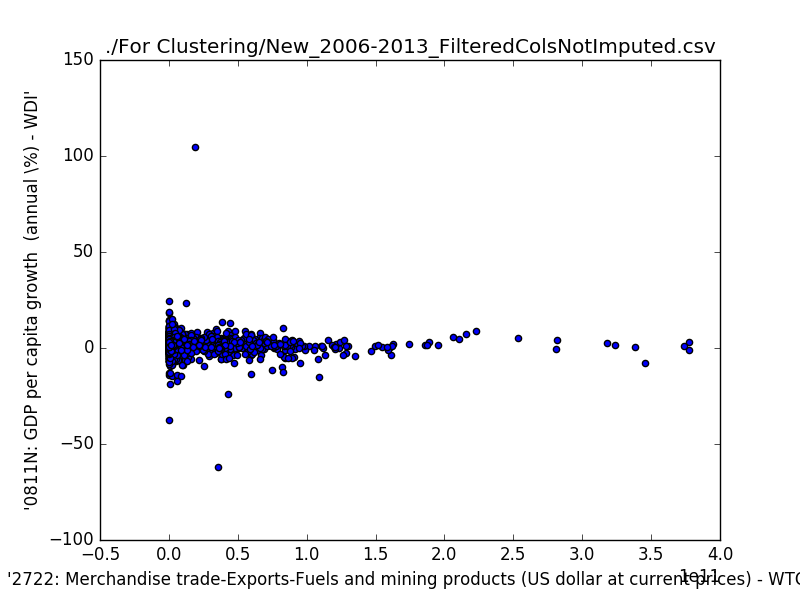 ./For Clustering/New_2006-2013_FilteredColsNotImputed.csv
150
100
50
0
−50
−100
'0811N: GDP per capita growth  (annual \%) - WDI'
−0.5 0.0 0.5 1.0 1.5 2.0 2.5 3.0 3.5 4.0
1e11
'2722: Merchandise trade-Exports-Fuels and mining products (US dollar at current prices) - WTO